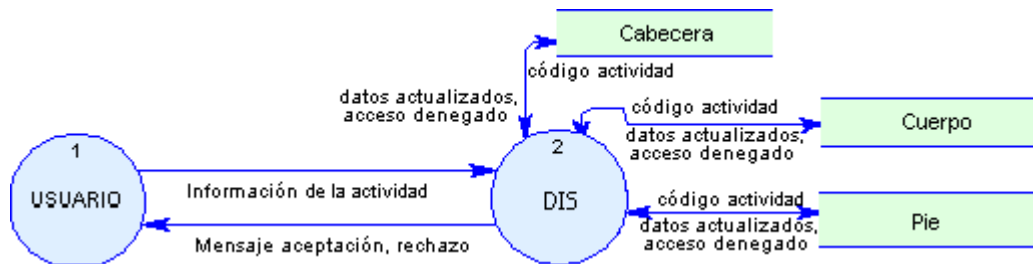 Cabecera
código actividad
datos actualizados,
acceso denegado
código actividad
Cuerpo
datos actualizados,
acceso denegado
1
USUARIO
Información de la actividad
Mensaje aceptación, rechazo
2
DIS
código actividad
Pie
datos actualizados,
acceso denegado